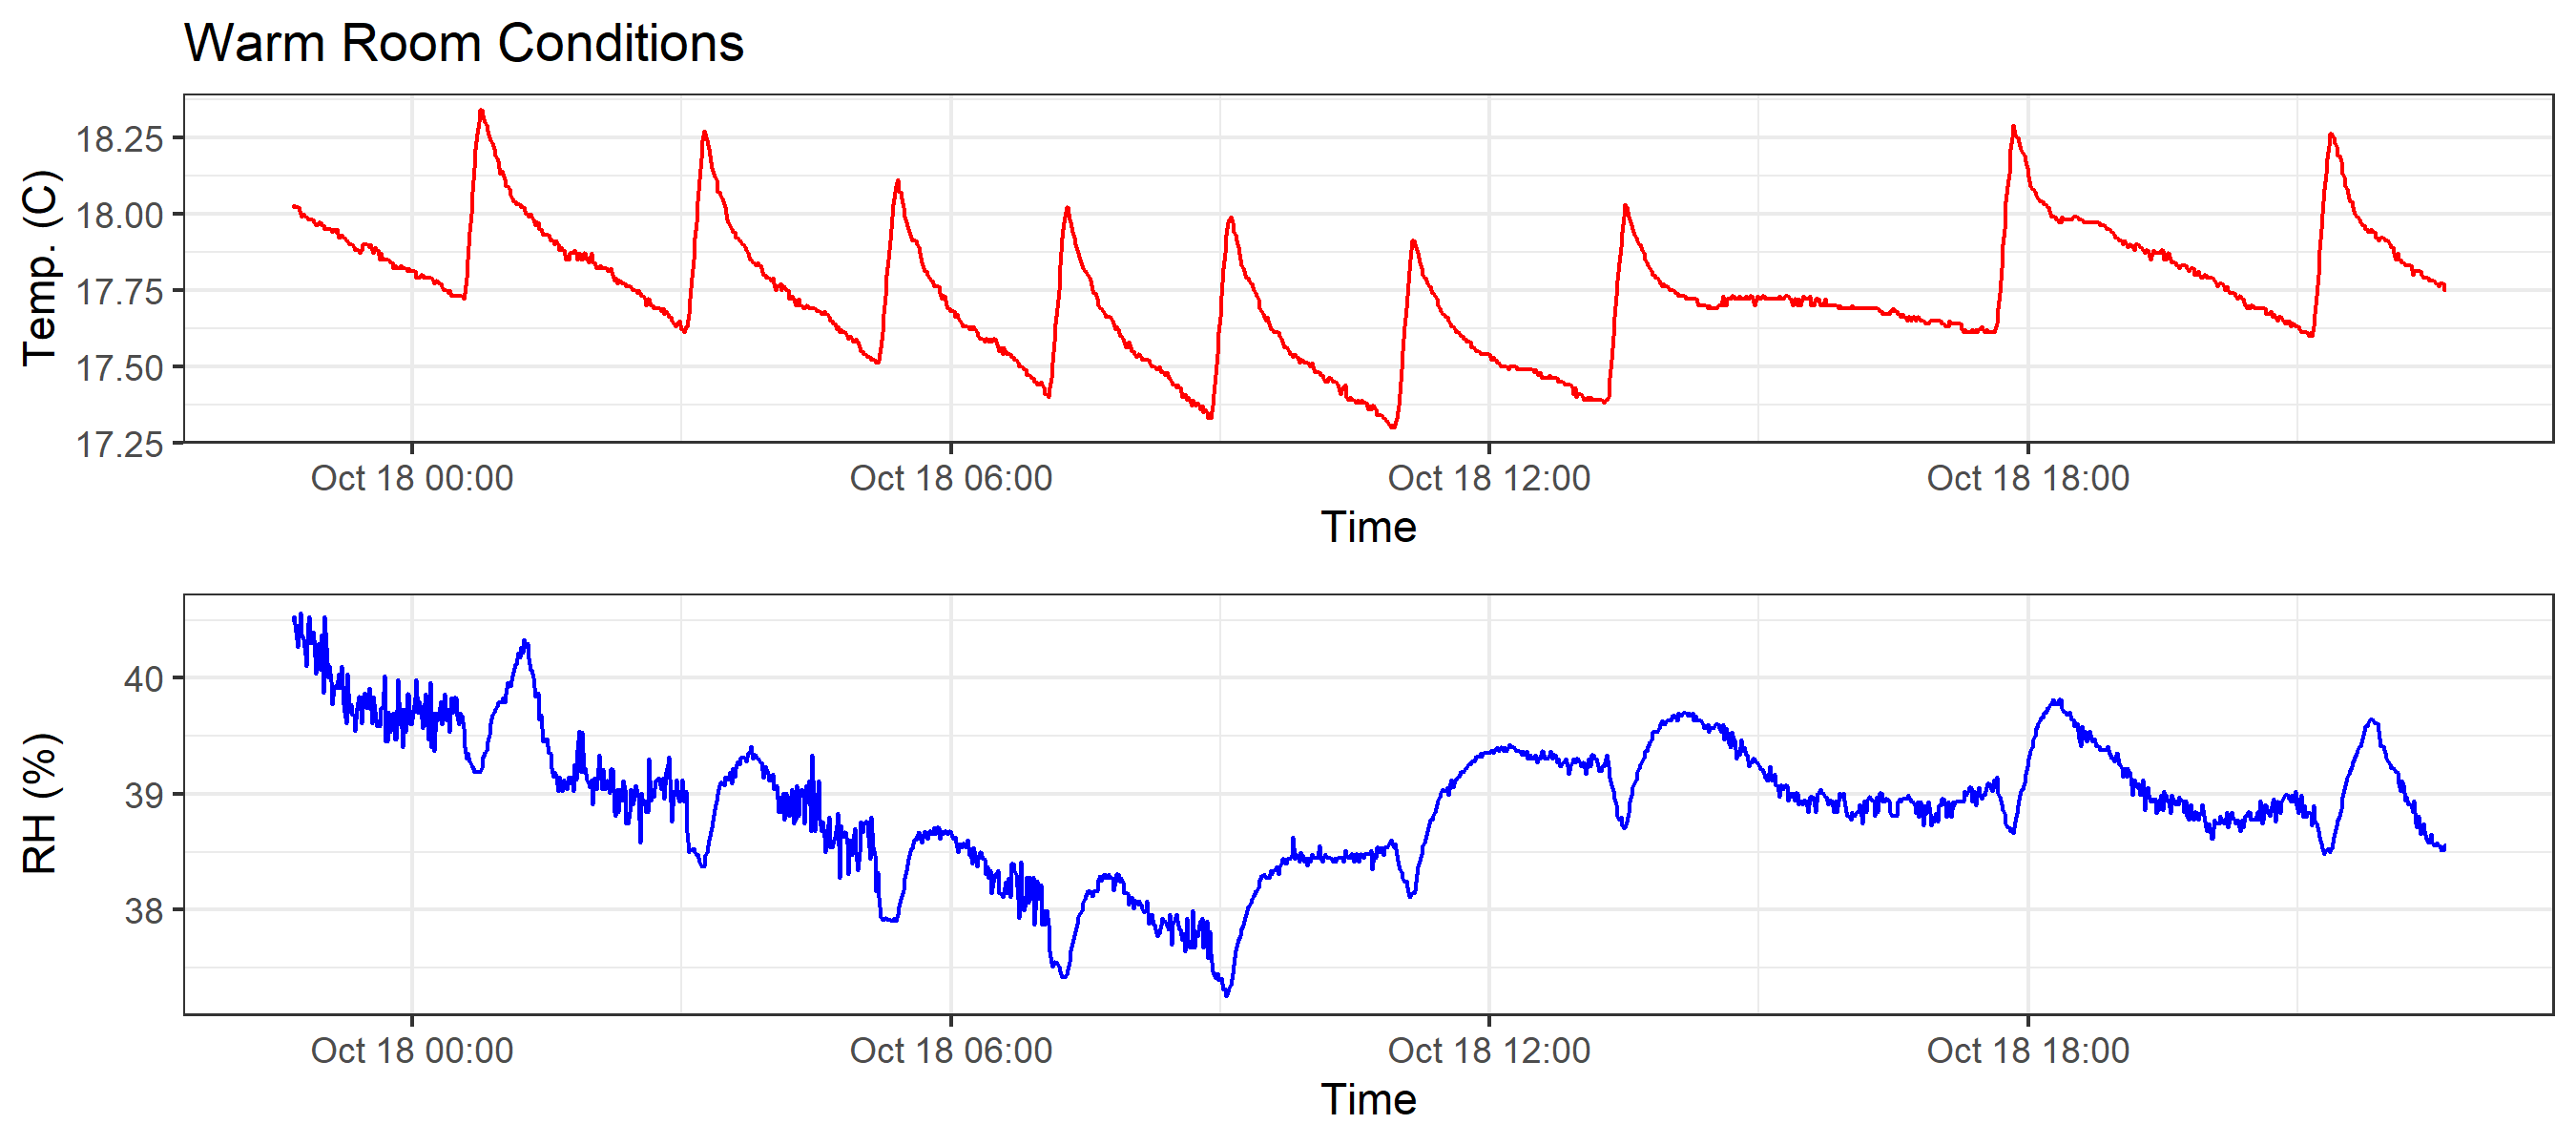 Warm Room Conditions
Temp. (C)
18.25
18.00
17.75
17.50
17.25
Oct 18 00:00 Oct 18 06:00 Oct 18 12:00 Oct 18 18:00
Time
RH (%)
40
39
38
Oct 18 00:00 Oct 18 06:00 Oct 18 12:00 Oct 18 18:00
Time